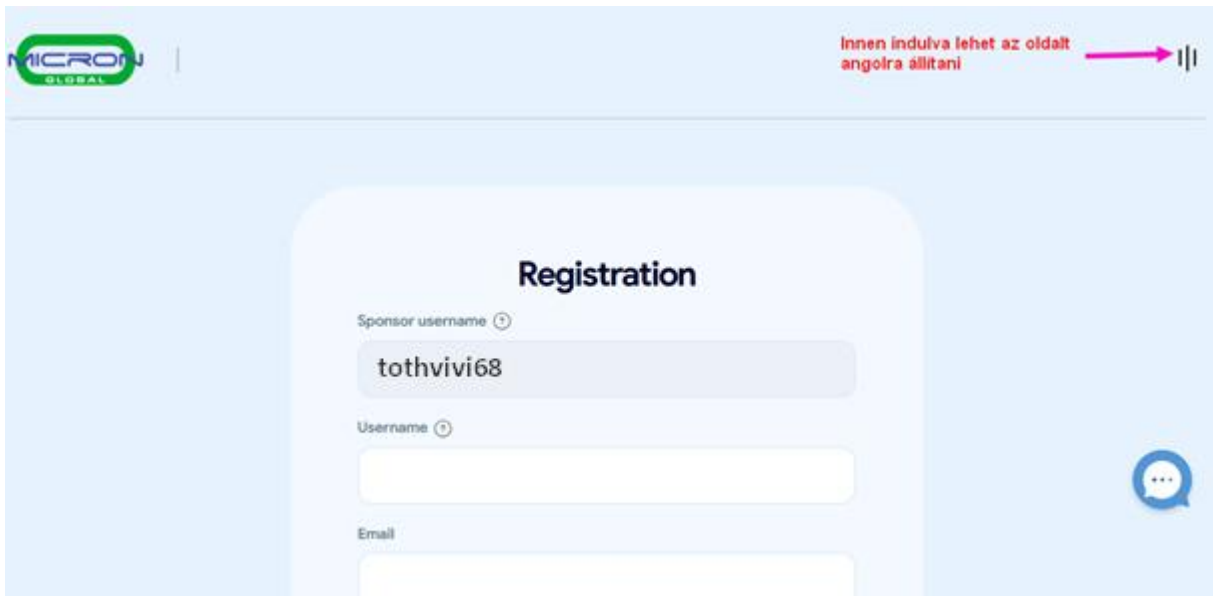 MICRON
GLOBAL
Innen indulva lehet az oldalt
angolra állítani
Registration
Sponsor username ?
tothvivi68
Username ?
Email